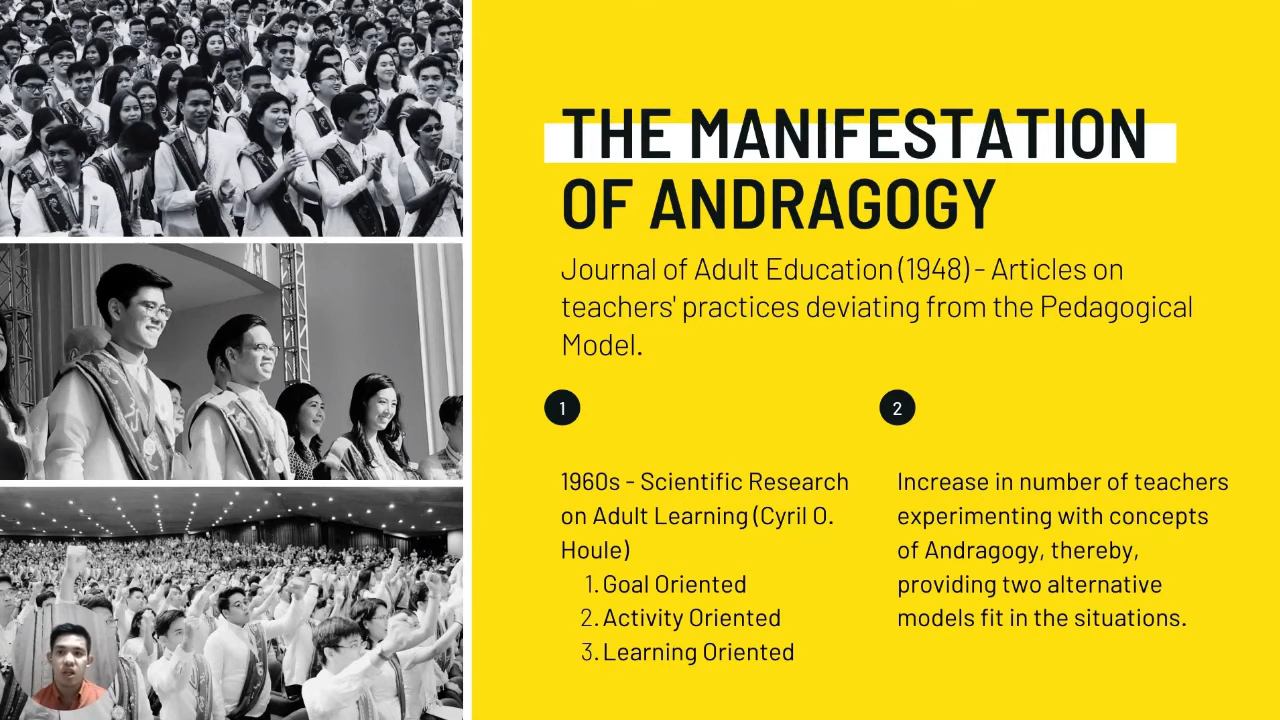 THE MANIFESTATION
OF ANDRAGOGY
Journal of Adult Education (1948) - Articles on
teachers' practices deviating from the Pedagogical
Model.
1
1960s - Scientific Research
on Adult Learning (Cyril O.
Houle)
1. Goal Oriented
2. Activity Oriented
3. Learning Oriented
2
Increase in number of teachers
experimenting with concepts
of Andragogy, thereby,
providing two alternative
models fit in the situations.